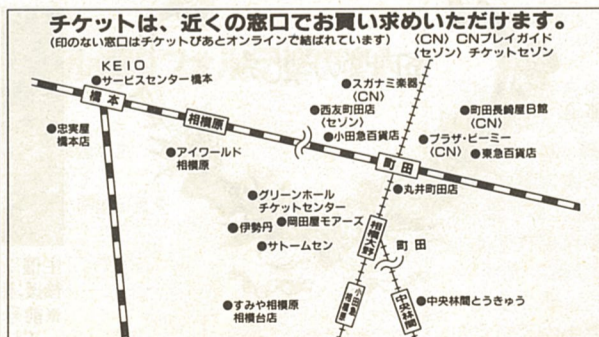 チケットは、近くの窓口でお買い求めいただけます。
(印のない窓口はチケットぴあとオンラインで結ばれています)
〈CN〉CNプレイガイド
〈セゾン〉チケットセゾン
KEIO
●サービスセンター橋本
橋本
●忠実屋
橋本店
相模原
●アイワールド
相模原
●スガナミ楽器
〈CN〉
●西友町田店
〈セゾン〉
●小田急百貨店
●町田長崎屋B館
〈CN〉
●プラザ・ビーミー
〈CN〉
●東急百貨店
町田
●丸井町田店
●グリーンホール
チケットセンター
●伊勢丹
●岡田屋モアーズ
●サトームセン
相模大野
町田
●すみや相模原
相模台店
小田急
相模原
中央林間
●中央林間とうきゅう